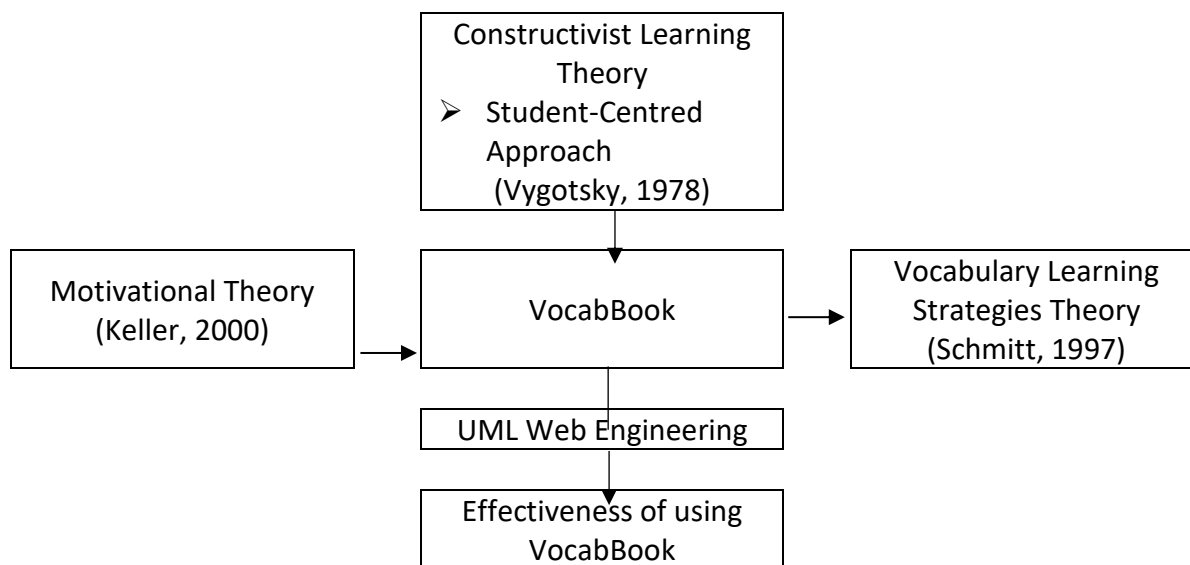 Constructivist Learning
Theory
➢ Student-Centred
Approach
(Vygotsky, 1978)
Motivational Theory
(Keller, 2000)
VocabBook
Vocabulary Learning
Strategies Theory
(Schmitt, 1997)
UML Web Engineering
Effectiveness of using
VocabBook